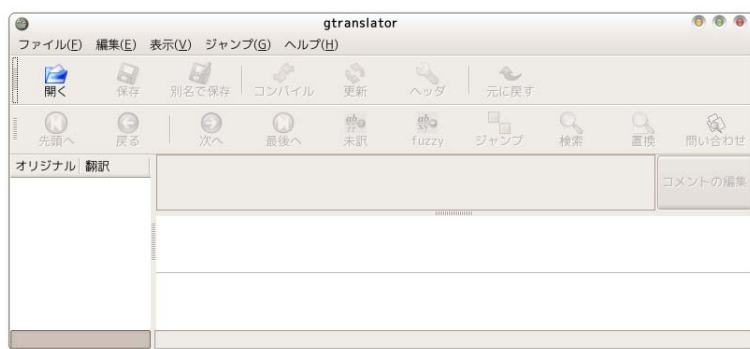 gtranslator
ファイル(F) 編集(E) 表示(V) ジャンプ(G) ヘルプ(H)
開く 保存 別名で保存 コンパイル 更新 ヘッダ 元に戻す
先頭へ 戻る 次へ 最後へ 未訳 fuzzy ジャンプ 検索 置換 問い合わせ
オリジナル 翻訳
コメントの編集